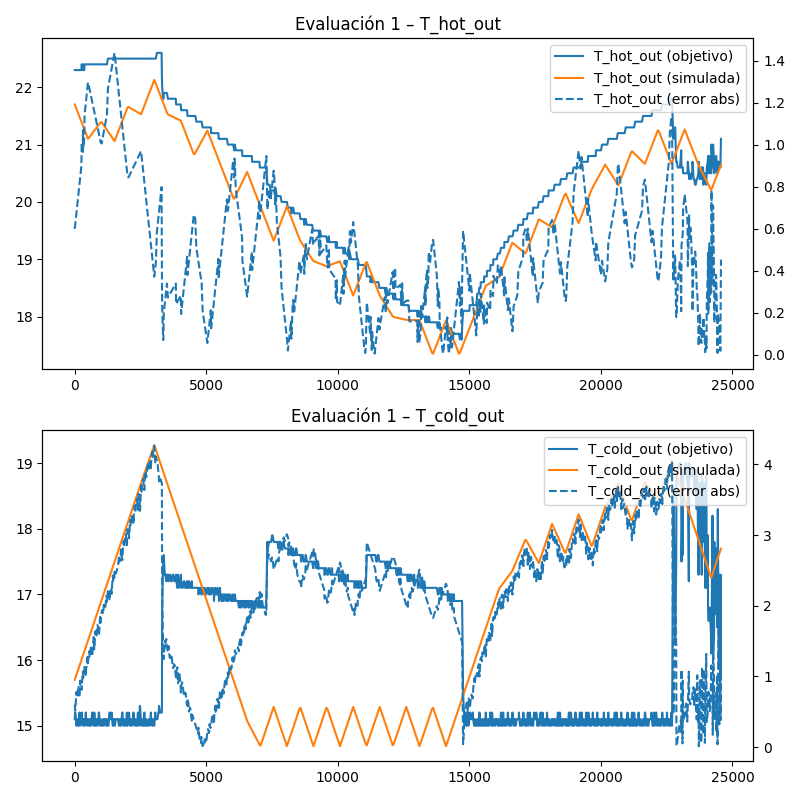 Evaluación 1 – T_hot_out
T_hot_out (objetivo)
T_hot_out (simulada)
T_hot_out (error abs)
22
21
20
19
18
1.4
1.2
1.0
0.8
0.6
0.4
0.2
0.0
0 5000 10000 15000 20000 25000
Evaluación 1 – T_cold_out
T_cold_out (objetivo)
T_cold_out (simulada)
T_cold_out (error abs)
19
18
17
16
15
4
3
2
1
0
0 5000 10000 15000 20000 25000